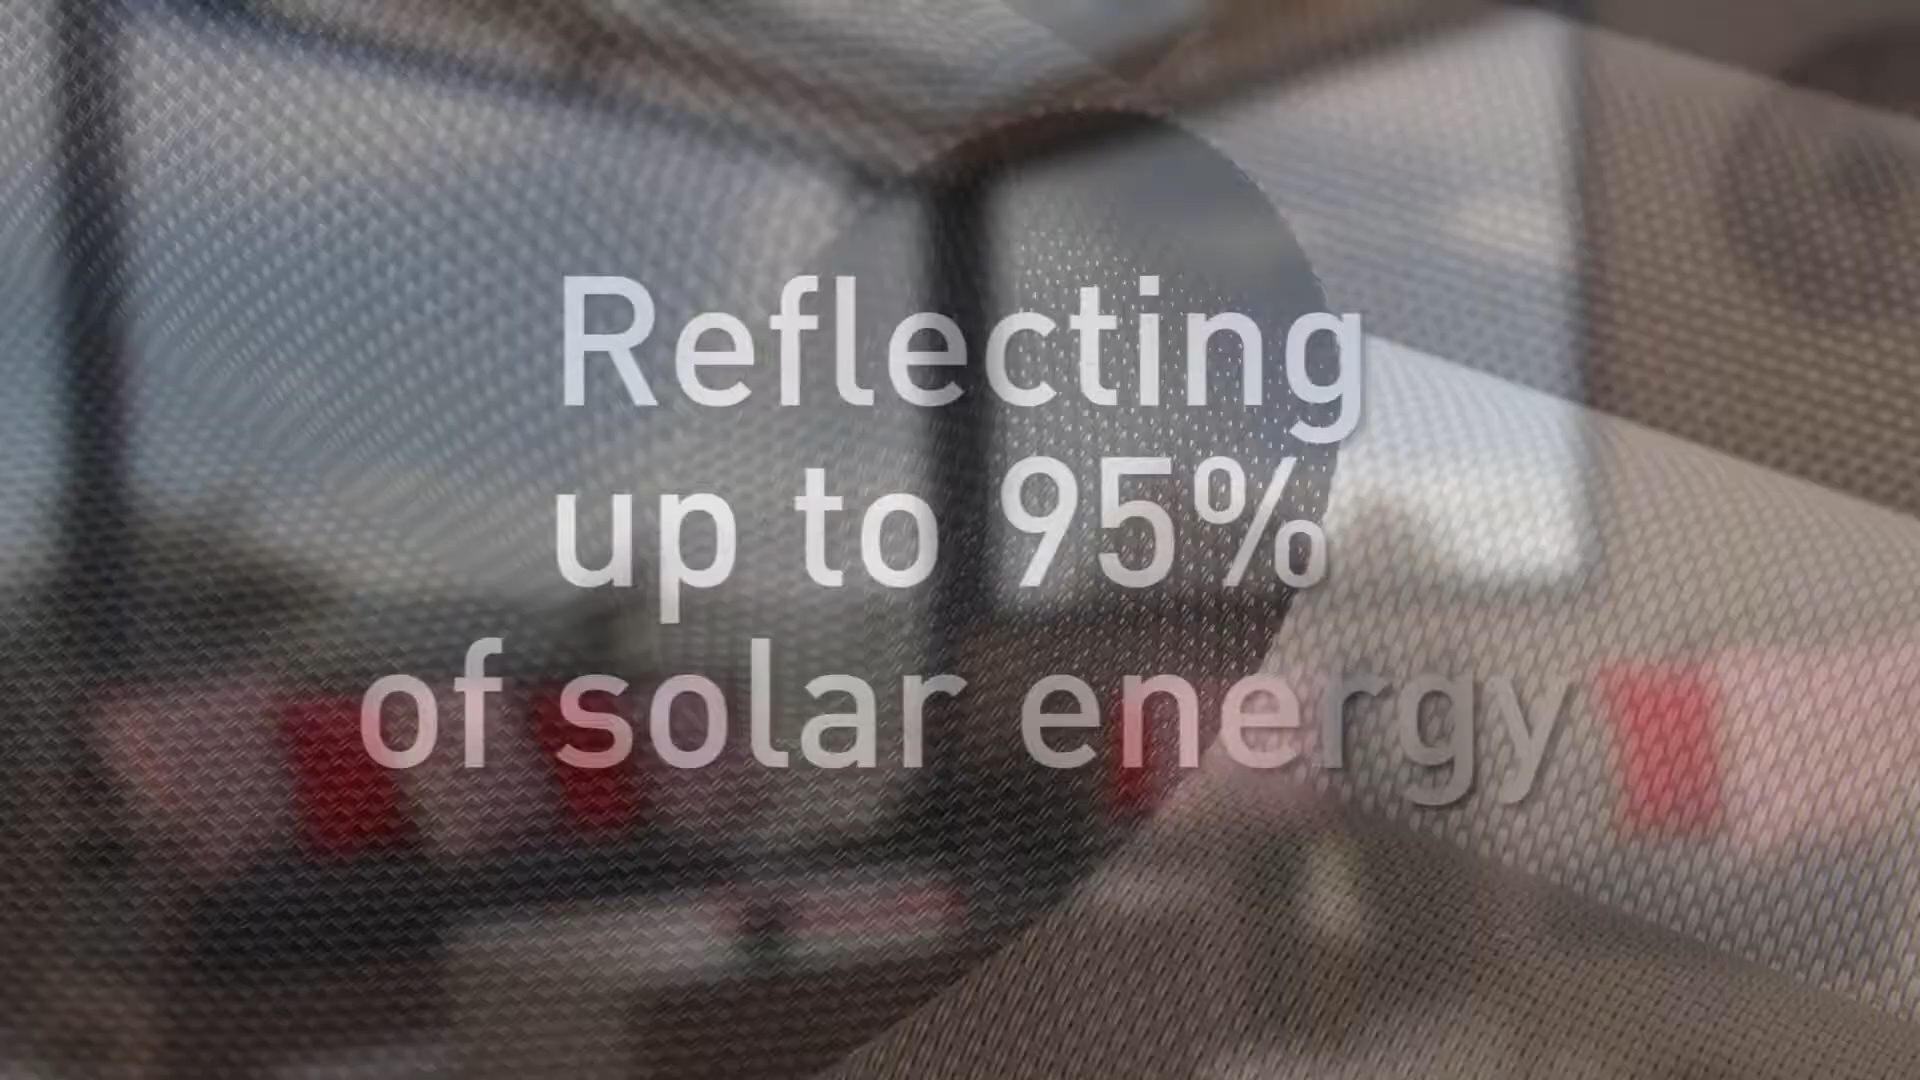 Reflecting
up to 95%
of solar energy